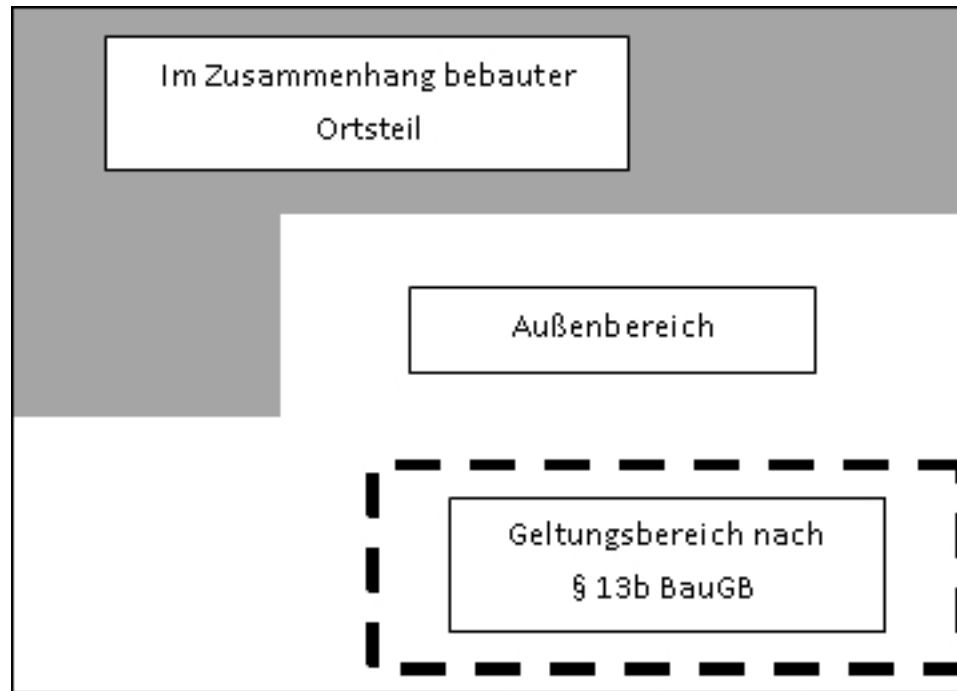 Im Zusammenhang bebauter
Ortsteil
Außenbereich
Geltungsbereich nach
§ 13b BauGB